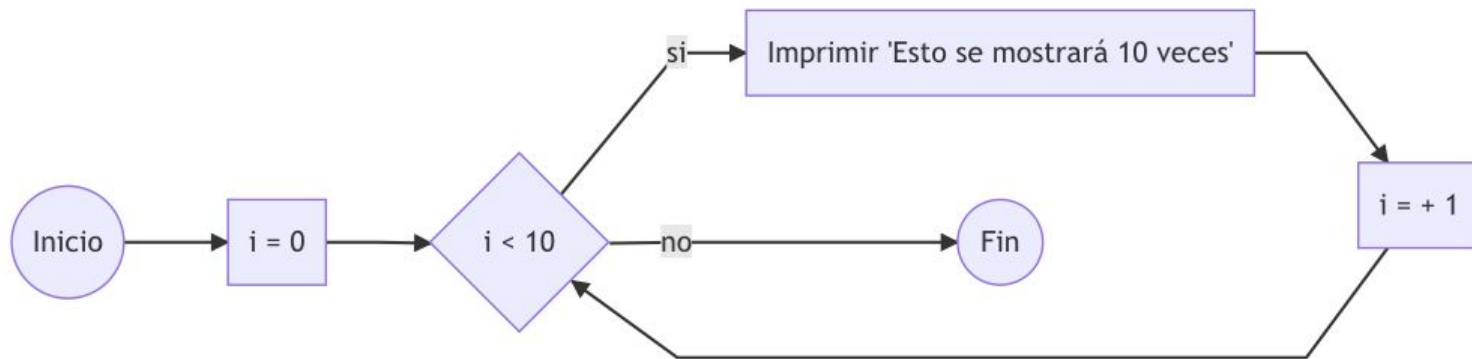 Inicio
i = 0
i < 10
si
Imprimir 'Esto se mostrará 10 veces'
i = + 1
no
Fin